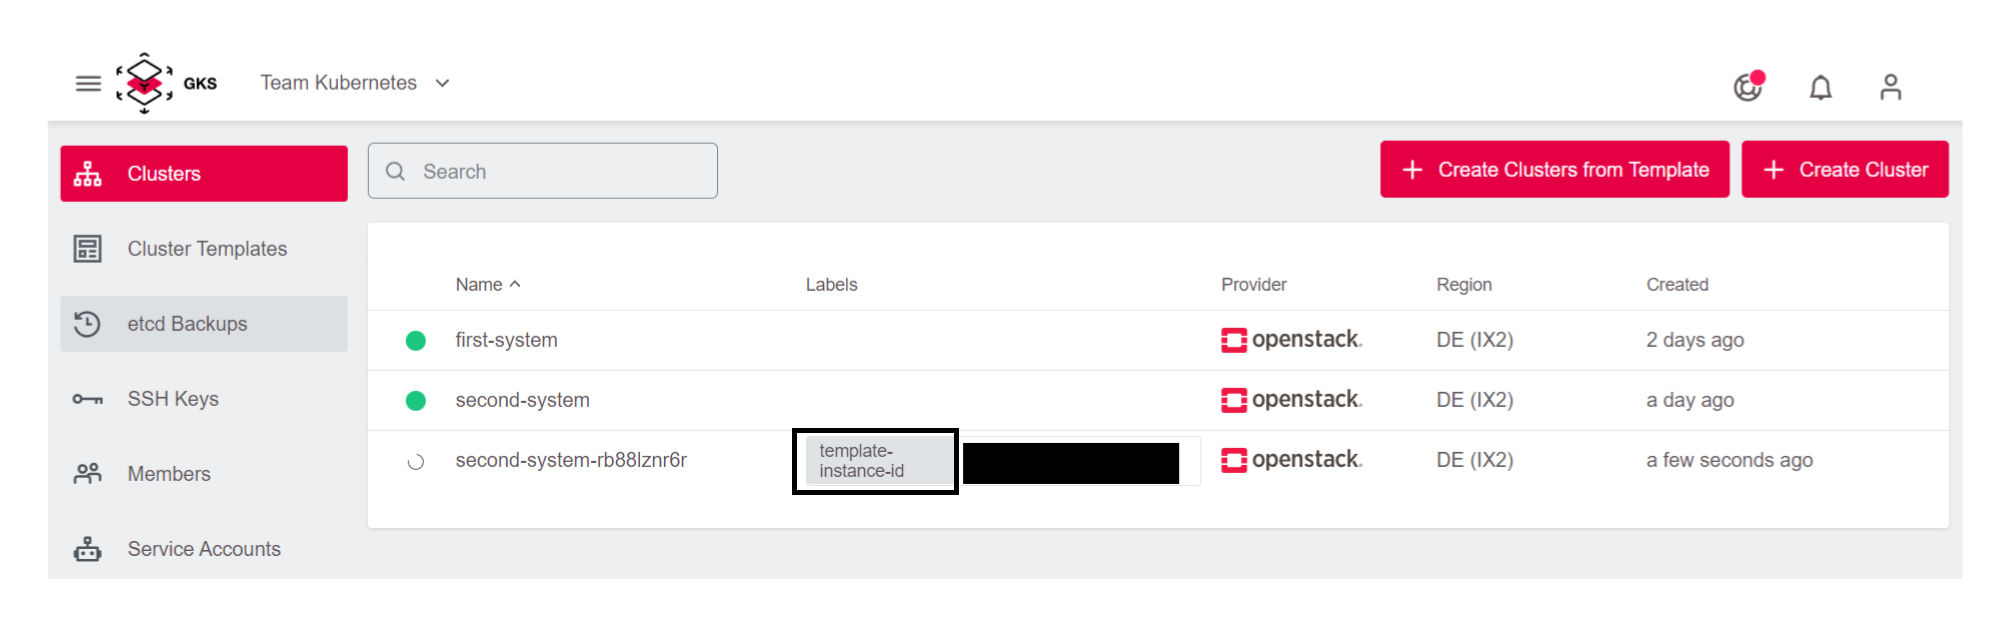 GKS Team Kubernetes
Clusters
Search
Create Clusters from Template
Create Cluster
Cluster Templates
etcd Backups
SSH Keys
Members
Service Accounts
Name Labels Provider Region Created
first-system openstack. DE (IX2) 2 days ago
second-system openstack. DE (IX2) a day ago
second-system-rb88lznr6r template-
instance-id openstack. DE (IX2) a few seconds ago